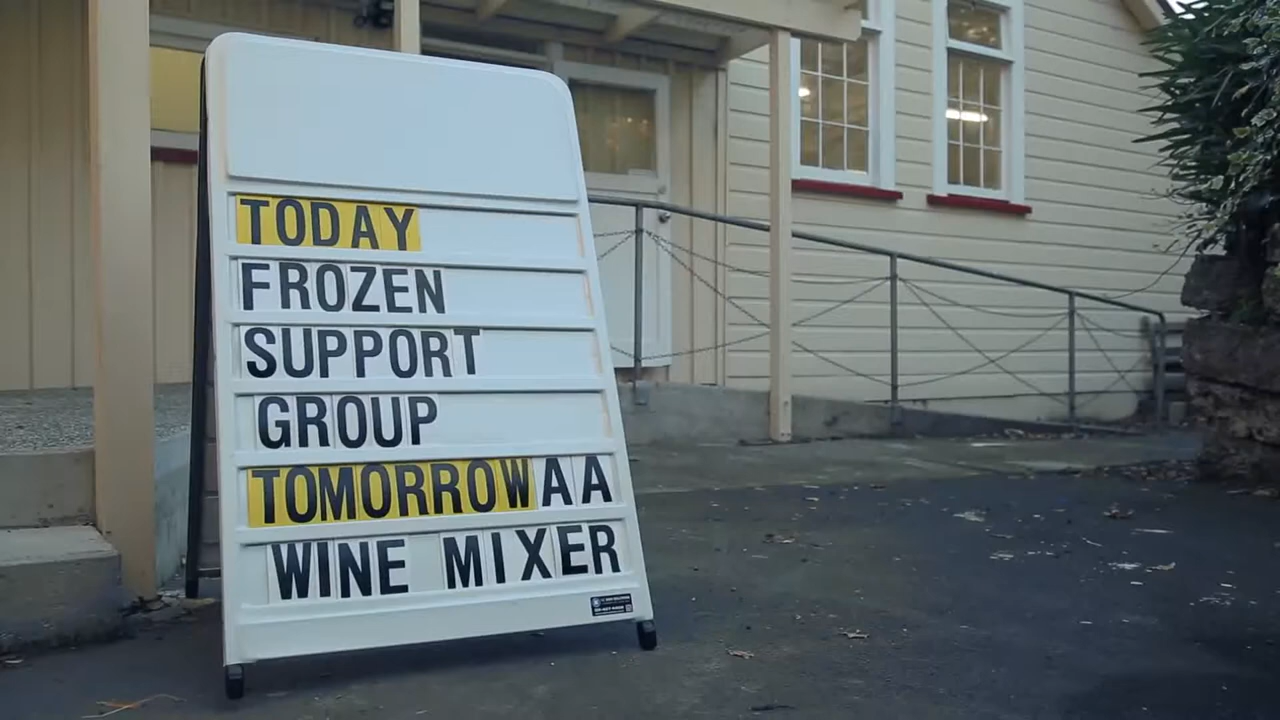 TODAY
FROZEN
SUPPORT
GROUP
TOMORROW AA
WINE MIXER